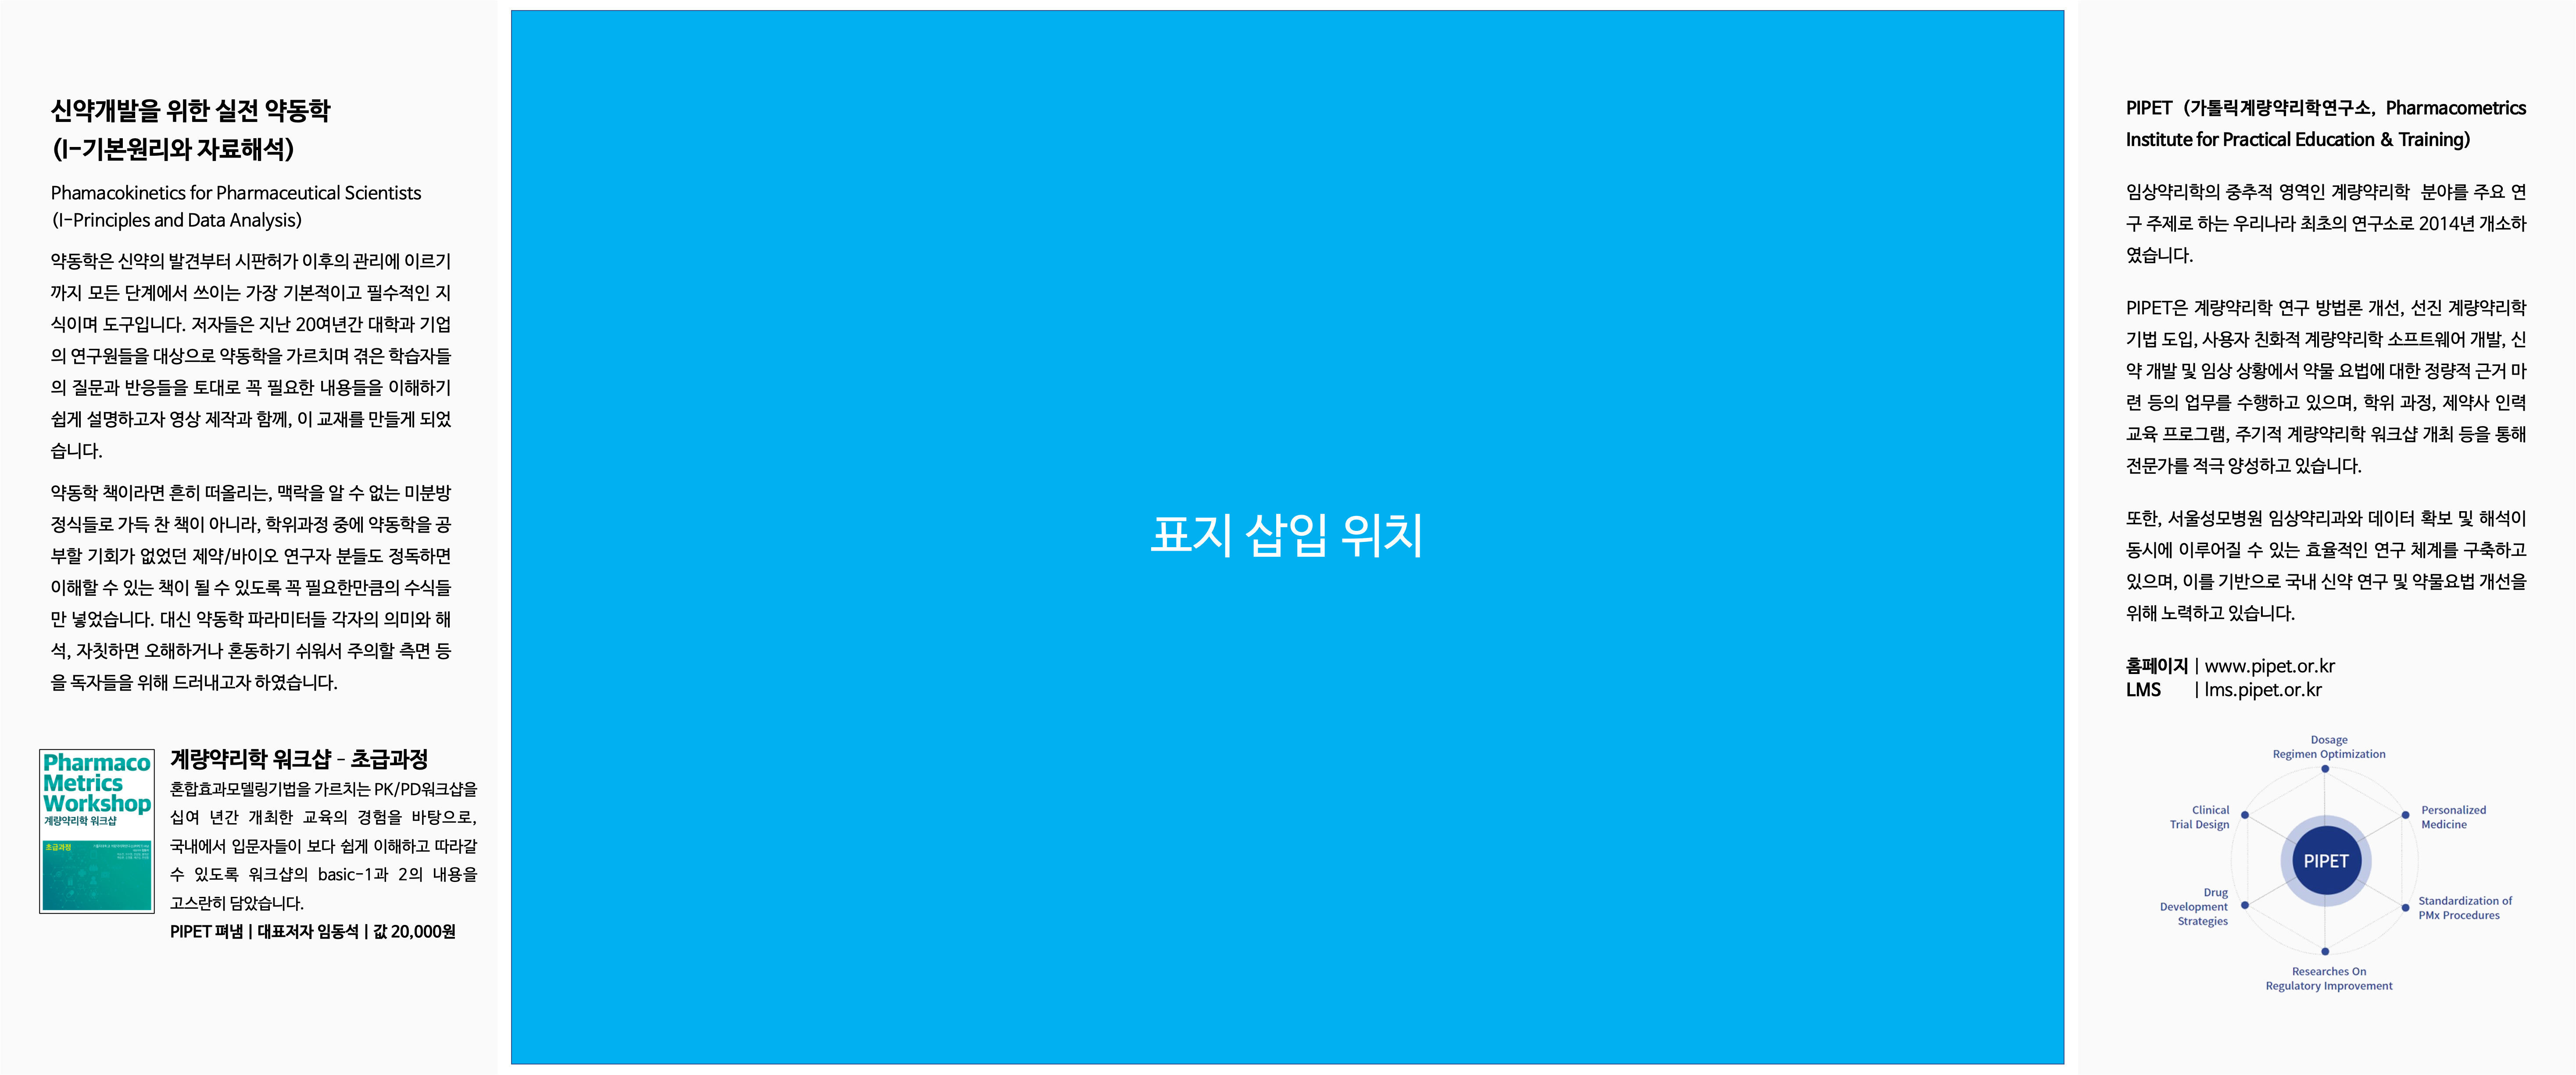 신약개발을 위한 실전 약동학
(I-기본원리와 자료해석)
Phamacokinetics for Pharmaceutical Scientists
(I-Principles and Data Analysis)
약동학은 신약의 발견부터 시판허가 이후의 관리에 이르기
까지 모든 단계에서 쓰이는 가장 기본적이고 필수적인 지
식이며 도구입니다. 저자들은 지난 20여년간 대학과 기업
의 연구원들을 대상으로 약동학을 가르치며 겪은 학습자들
의 질문과 반응들을 토대로 꼭 필요한 내용들을 이해하기
쉽게 설명하고자 영상 제작과 함께, 이 교재를 만들게 되었
습니다.
약동학 책이라면 흔히 떠올리는, 맥락을 알 수 없는 미분방
정식들로 가득 찬 책이 아니라, 학위과정 중에 약동학을 공
부할 기회가 없었던 제약/바이오 연구자 분들도 정독하면
이해할 수 있는 책이 될 수 있도록 꼭 필요한만큼의 수식들
만 넣었습니다. 대신 약동학 파라미터들 각자의 의미와 해
석, 자칫하면 오해하거나 혼동하기 쉬워서 주의할 측면 등
을 독자들을 위해 드러내고자 하였습니다.
Pharmaco
Metrics
Workshop
계량약리학 워크샵
초급과정
계량약리학 워크샵 - 초급과정
혼합효과모델링기법을 가르치는 PK/PD워크샵을
십여 년간 개최한 교육의 경험을 바탕으로,
국내에서 입문자들이 보다 쉽게 이해하고 따라갈
수 있도록 워크샵의 basic-1과 2의 내용을
고스란히 담았습니다.
PIPET 펴냄 | 대표저자 임동석 | 값 20,000원
표지 삽입 위치
PIPET (가톨릭계량약리학연구소, Pharmacometrics
Institute for Practical Education & Training)
임상약리학의 중추적 영역인 계량약리학 분야를 주요 연
구 주제로 하는 우리나라 최초의 연구소로 2014년 개소하
였습니다.
PIPET은 계량약리학 연구 방법론 개선, 선진 계량약리학
기법 도입, 사용자 친화적 계량약리학 소프트웨어 개발, 신
약 개발 및 임상 상황에서 약물 요법에 대한 정량적 근거 마
련 등의 업무를 수행하고 있으며, 학위 과정, 제약사 인력
교육 프로그램, 주기적 계량약리학 워크샵 개최 등을 통해
전문가를 적극 양성하고 있습니다.
또한, 서울성모병원 임상약리과와 데이터 확보 및 해석이
동시에 이루어질 수 있는 효율적인 연구 체계를 구축하고
있으며, 이를 기반으로 국내 신약 연구 및 약물요법 개선을
위해 노력하고 있습니다.
홈페이지 | www.pipet.or.kr
LMS | lms.pipet.or.kr
Dosage
Regimen Optimization
Clinical
Trial Design
Personalized
Medicine
PIPET
Drug
Development
Strategies
Standardization of
PMx Procedures
Researches On
Regulatory Improvement